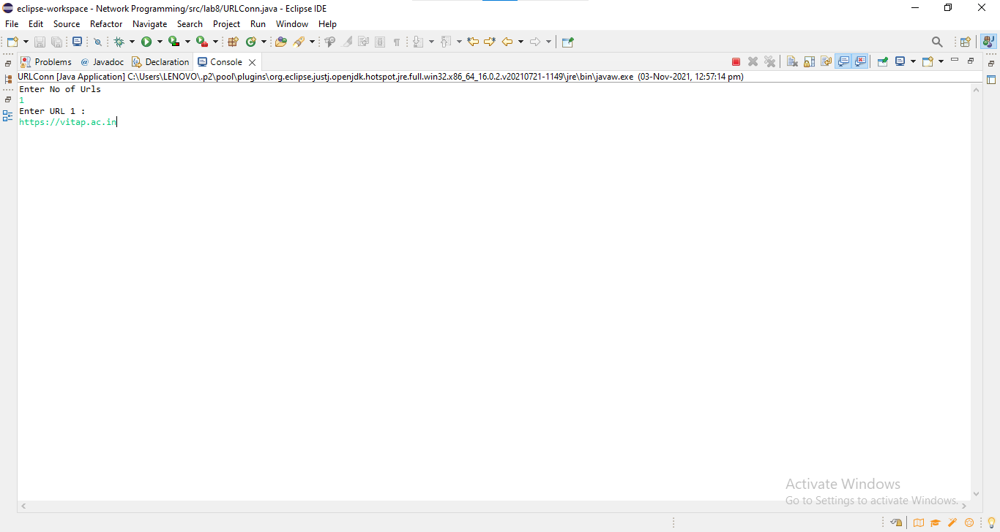 eclipse-workspace - Network Programming/src/lab8/URLConn.java - Eclipse IDE
File Edit Source Refactor Navigate Search Project Run Window Help
Problems @ Javadoc Declaration Console
URLConn [Java Application] C:\Users\LENOVO\.p2\pool\plugins\org.eclipse.justj.openjdk.hotspot.jre.full.win32.x86_64_16.0.2.v20210721-1149\jre\bin\javaw.exe (03-Nov-2021, 12:57:14 pm)
Enter No of Urls
1
Enter URL 1 :
https://vitap.ac.in
Activate Windows
Go to Settings to activate Windows.